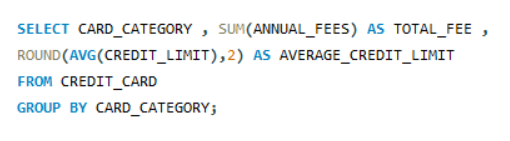 SELECT CARD_CATEGORY , SUM(ANNUAL_FEES) AS TOTAL_FEE ,
ROUND(AVG(CREDIT_LIMIT),2) AS AVERAGE_CREDIT_LIMIT
FROM CREDIT_CARD
GROUP BY CARD_CATEGORY;